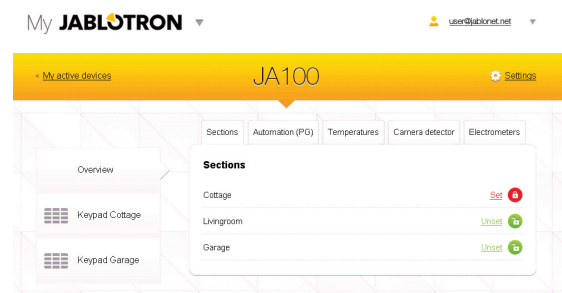 My JABLOTRON
user@jablonet.net
< My active devices
JA100
Settings
Sections Automation (PG) Temperatures Camera detector Electrometers
Overview
Keypad Cottage
Keypad Garage
Sections
Cottage Set
Livingroom Unset
Garage Unset